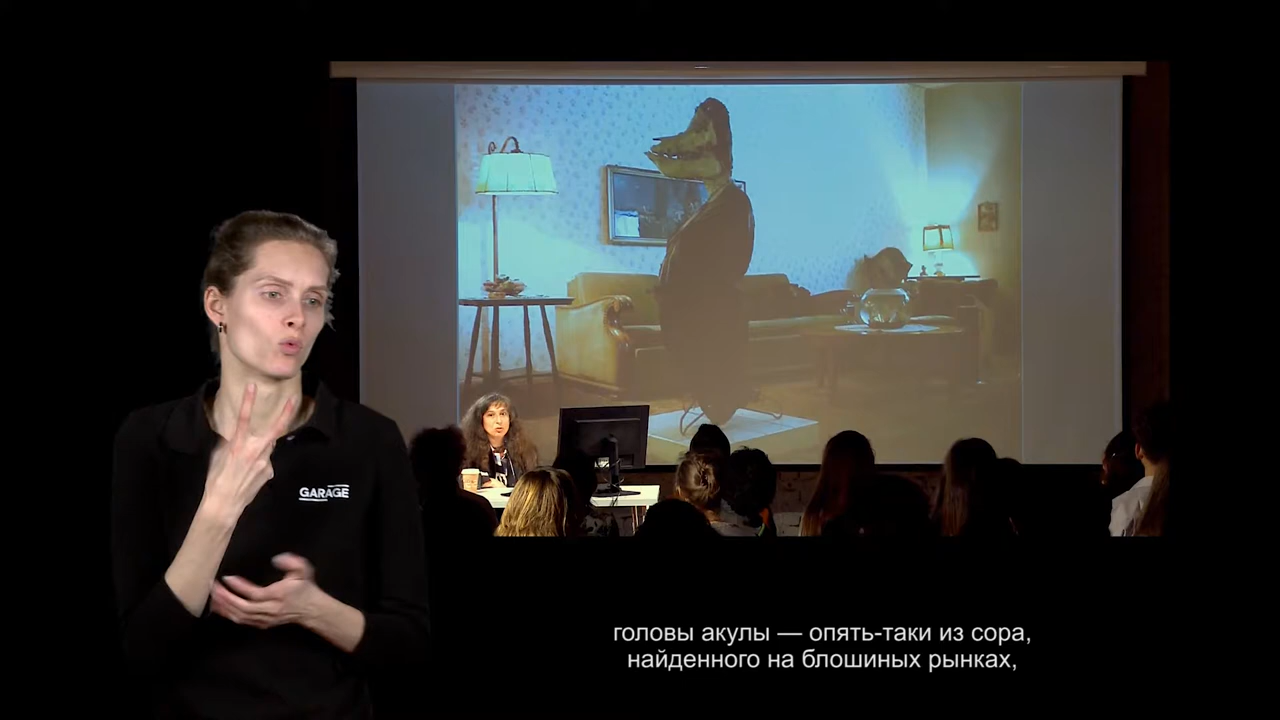 GARAGE
головы акулы — опять-таки из сора,
найденного на блошиных рынках,